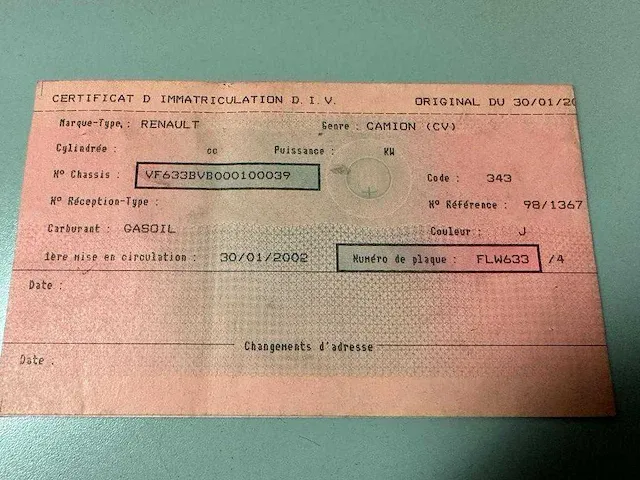 CERTIFICAT D IMMATRICULATION D.I.V. ORIGINAL DU 30/01/20
Marque-Type. : RENAULT Genre : CAMION (CV)
Cylindrée : cc Puissance : KW
N° Chassis : VF633BVB000100039 Code : 343
N° Réception-Type : N° Référence : 98/1367
Carburant : GASOIL Couleur : J
1ère mise en circulation : 30/01/2002 Numéro de plaque : FLW633 /4
Date :
Changements d'adresse
Date :